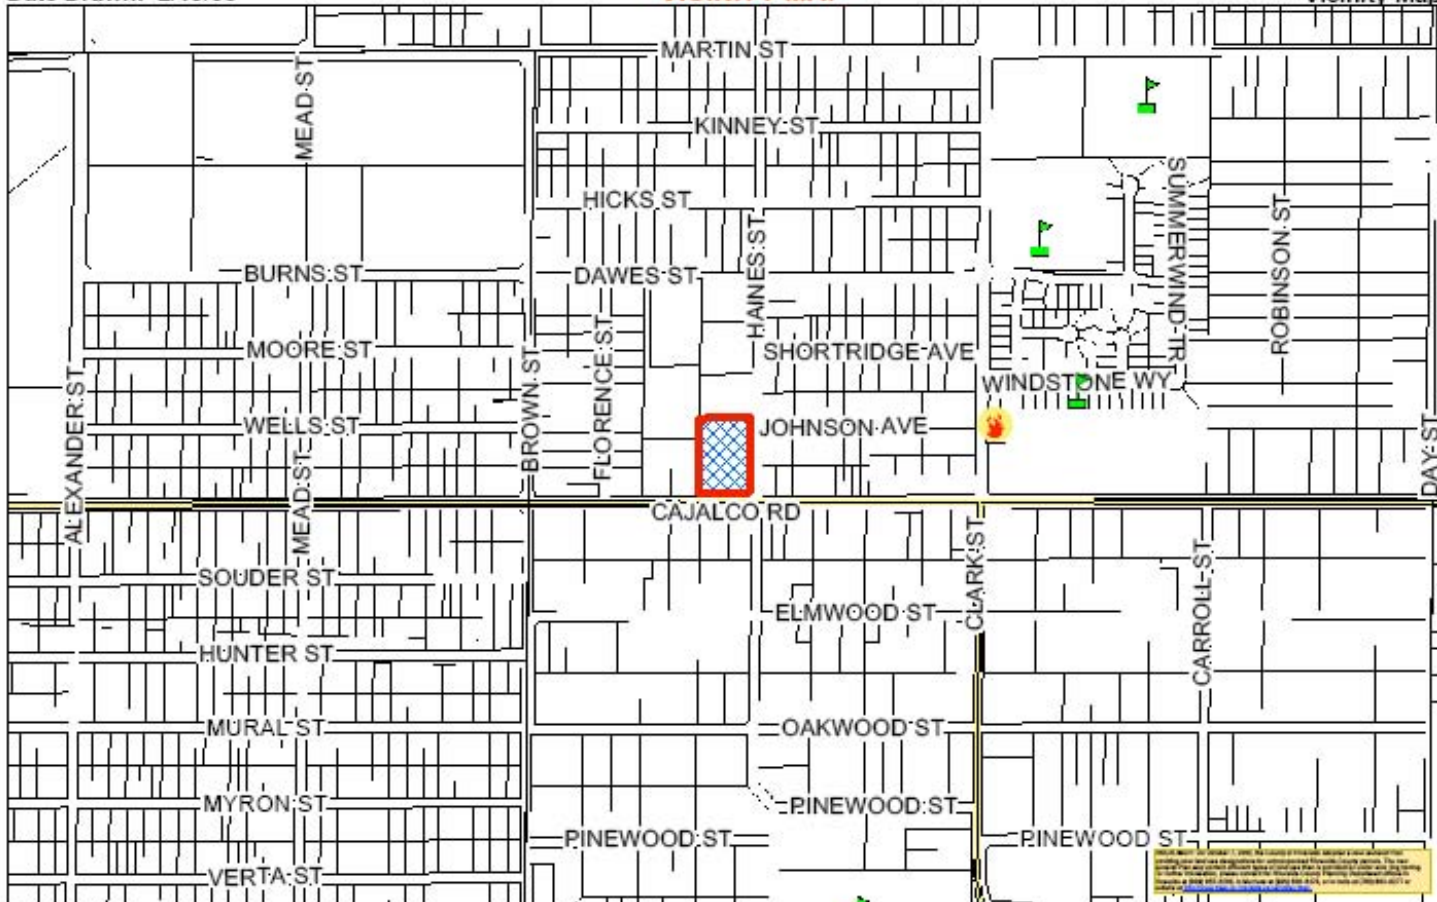 MARTIN ST
MEAD ST
KINNEY ST
SUMMERWIND TR
HICKS ST
ROBINSON ST
HAINES ST
BURNS ST
DAWES ST
FLORENCE ST
MOORE ST
SHORTRIDGE AVE
BROWN ST
ALEXANDER ST
WINDSTONE WY
WELLS ST
JOHNSON AVE
DAY ST
MEAD ST
CAJALCO RD
CLARK ST
SOUDER ST
CARROLL ST
ELMWOOD ST
HUNTER ST
MURAL ST
OAKWOOD ST
MYRON ST
PINEWOOD ST
PINEWOOD ST
PINEWOOD ST
VERTA ST